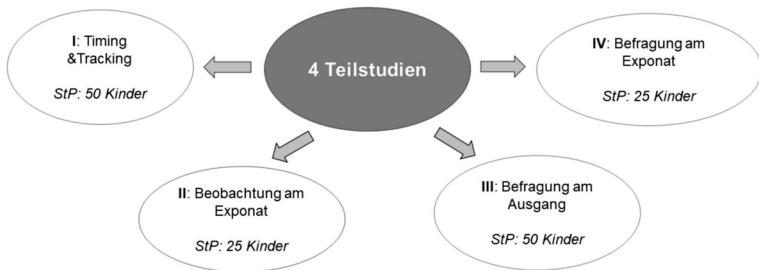 4 Teilstudien
I: Timing
&Tracking
StP: 50 Kinder
II: Beobachtung am
Exponat
StP: 25 Kinder
III: Befragung am
Ausgang
StP: 50 Kinder
IV: Befragung am
Exponat
StP: 25 Kinder